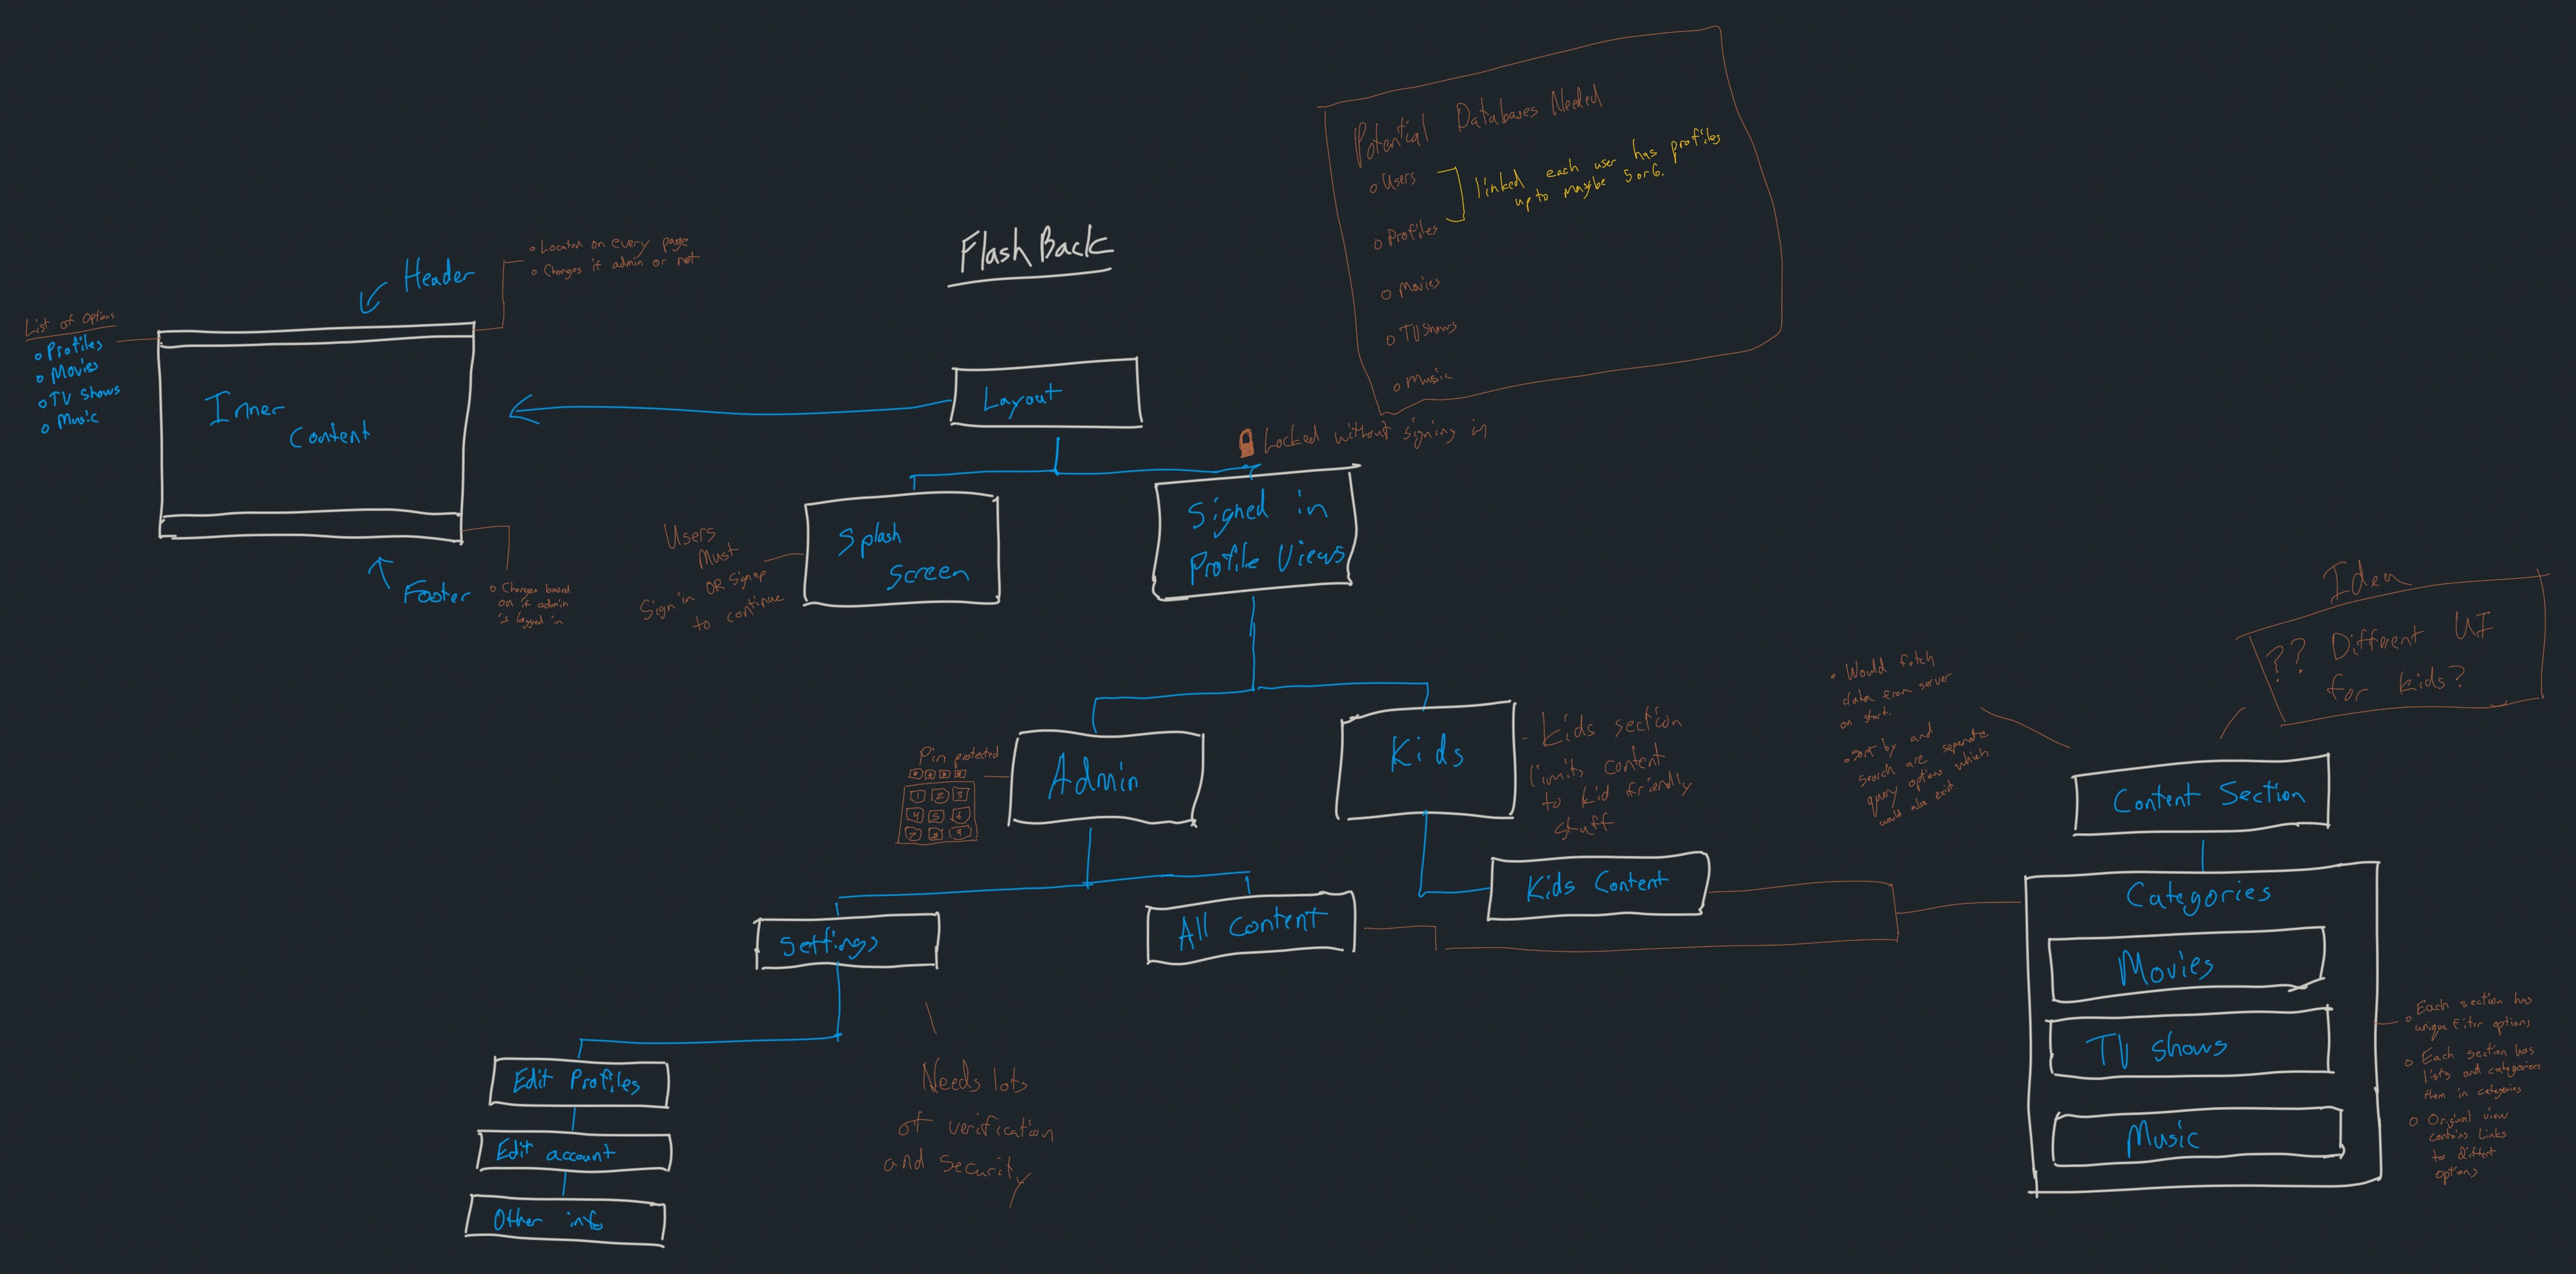 Potential Databases Needed
Users
Profiles
linked each user has profiles
up to maybe 5 or 6.
Movies
TV Shows
Music
Flash Back
Header
Located on every page
Changes if admin or not
List of Options
Profiles
Movies
TV Shows
Music
Inner
Content
Footer
Changes based
on if admin
is logged in
Layout
Locked without signing in
Splash
Screen
Users
Must
Sign in OR Signup
to continue
Signed in
Profile Views
Pin protected
1 2 3
4 5 6
7 8 9
Admin
Kids
Kids section
limits content
to kid friendly
stuff
Settings
All Content
Kids Content
Needs lots
of verification
and Security
Edit Profiles
Edit account
Other info
Idea
?? Different UI
for kids?
Would fetch
data from server
on start.
Sort by and
search are seperate
query options which
would also exist.
Content Section
Categories
Movies
TV Shows
Music
Each section has
unique filter options
Each section has
lists and categories
them in categories
Original view
contains links
to diffent
options